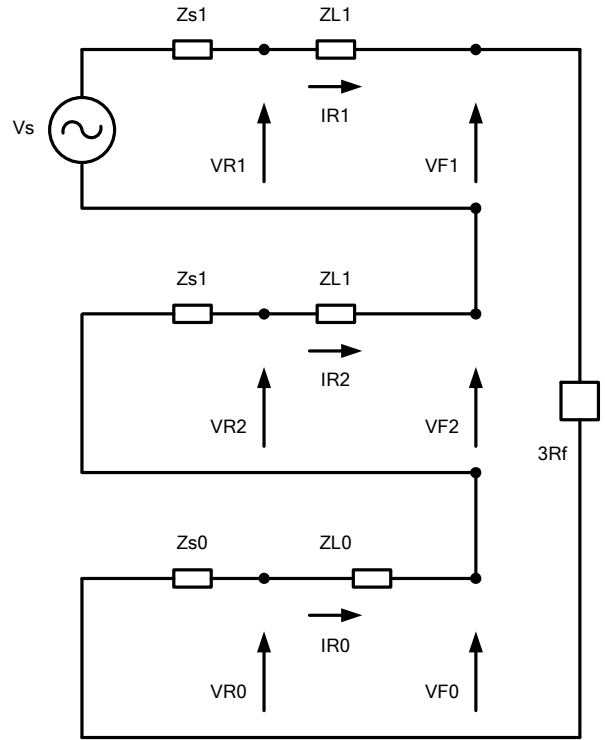 Zs1 ZL1
IR1
Vs
VR1 VF1
Zs1 ZL1
IR2
VR2 VF2
3Rf
Zs0 ZL0
IR0
VR0 VF0